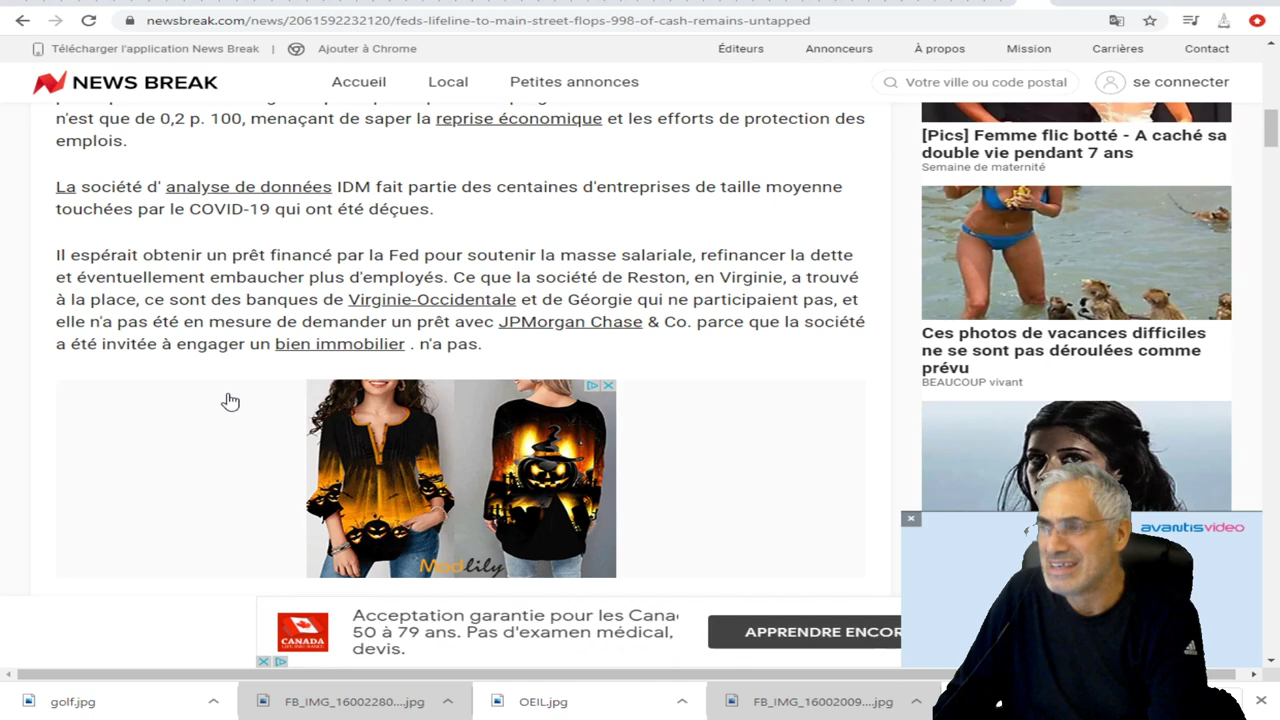 newsbreak.com/news/2061592232120/feds-lifeline-to-main-street-flops-998-of-cash-remains-untapped
Télécharger l'application News Break | Ajouter à Chrome
Éditeurs Annonceurs À propos Mission Carrières Contact
NEWS BREAK Accueil Local Petites annonces Votre ville ou code postal se connecter
n'est que de 0,2 p. 100, menaçant de saper la reprise économique et les efforts de protection des
emplois.
La société d' analyse de données IDM fait partie des centaines d'entreprises de taille moyenne
touchées par le COVID-19 qui ont été déçues.
Il espérait obtenir un prêt financé par la Fed pour soutenir la masse salariale, refinancer la dette
et éventuellement embaucher plus d'employés. Ce que la société de Reston, en Virginie, a trouvé
à la place, ce sont des banques de Virginie-Occidentale et de Géorgie qui ne participaient pas, et
elle n'a pas été en mesure de demander un prêt avec JPMorgan Chase & Co. parce que la société
a été invitée à engager un bien immobilier . n'a pas.
Modlily
[Pics] Femme flic botté - A caché sa
double vie pendant 7 ans
Semaine de maternité
Ces photos de vacances difficiles
ne se sont pas déroulées comme
prévu
BEAUCOUP vivant
avantisvideo
CANADA
Acceptation garantie pour les Cana
50 à 79 ans. Pas d'examen médical,
devis.
APPRENDRE ENCOR
golf.jpg FB_IMG_16002280....jpg OEIL.jpg FB_IMG_16002009....jpg